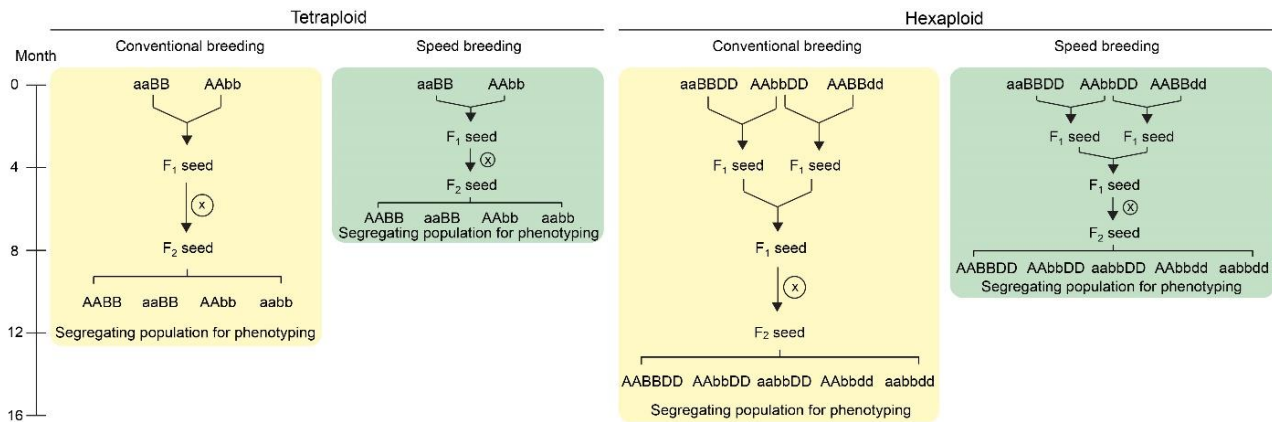 Tetraploid
Hexaploid
Month
Conventional breeding
Speed breeding
Conventional breeding
Speed breeding
0
4
8
12
16
aaBB AAbb
F1 seed
x
F2 seed
AABB aaBB AAbb aabb
Segregating population for phenotyping
aaBB AAbb
F1 seed
x
F2 seed
AABB aaBB AAbb aabb
Segregating population for phenotyping
aaBBDD AAbbDD AABBdd
F1 seed F1 seed
F1 seed
x
F2 seed
AABBDD AAbbDD aabbDD AAbbdd aabbdd
Segregating population for phenotyping
aaBBDD AAbbDD AABBdd
F1 seed F1 seed
F1 seed
x
F2 seed
AABBDD AAbbDD aabbDD AAbbdd aabbdd
Segregating population for phenotyping